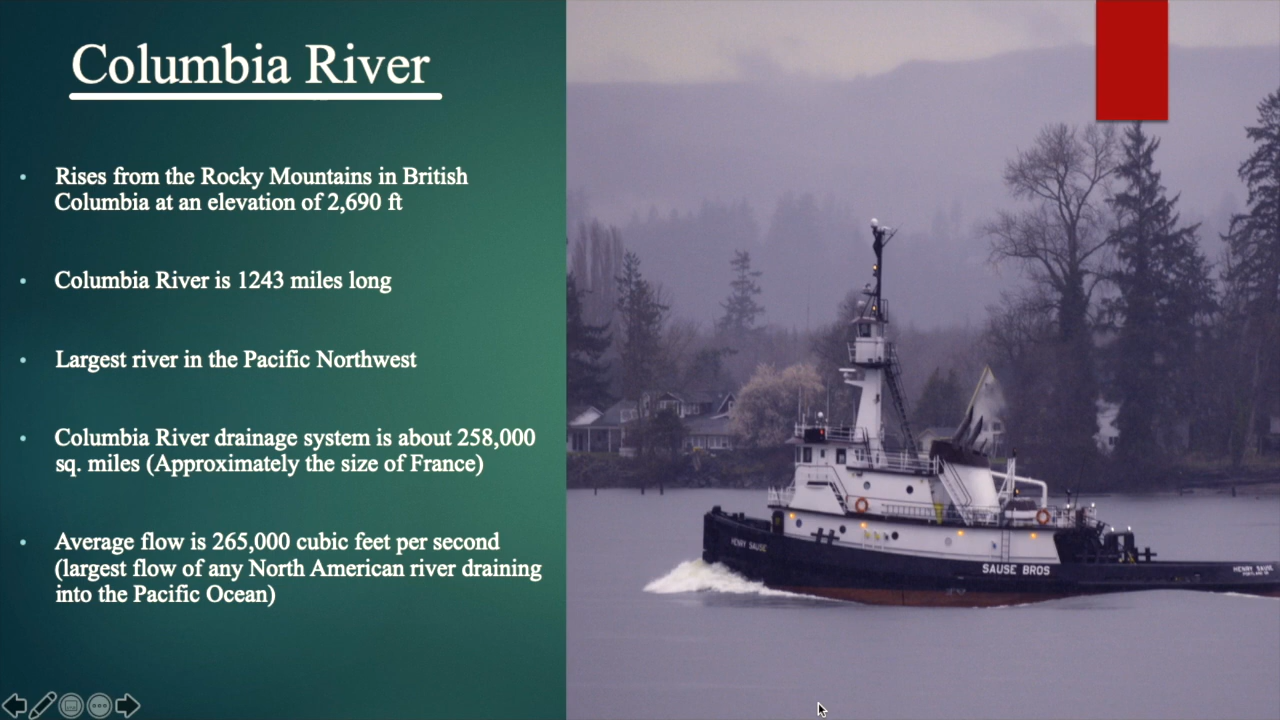 Columbia River
Rises from the Rocky Mountains in British
Columbia at an elevation of 2,690 ft
Columbia River is 1243 miles long
Largest river in the Pacific Northwest
Columbia River drainage system is about 258,000
sq. miles (Approximately the size of France)
Average flow is 265,000 cubic feet per second
(largest flow of any North American river draining
into the Pacific Ocean)
HENRY SAUSE
SAUSE BROS
HENRY SAUSE